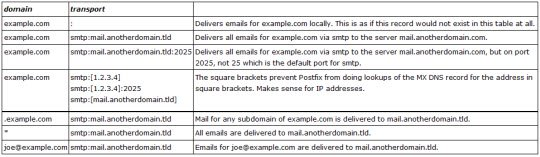 domain transport
example.com : Delivers emails for example.com locally. This is as if this record would not exist in this table at all.
example.com smtp:mail.anotherdomain.tld Delivers all emails for example.com via smtp to the server mail.anotherdomain.com.
example.com smtp:mail.anotherdomain.tld:2025 Delivers all emails for example.com via smtp to the server mail.anotherdomain.com, but on port
2025, not 25 which is the default port for smtp.
example.com smtp:[1.2.3.4] The square brackets prevent Postfix from doing lookups of the MX DNS record for the address in
smtp:[1.2.3.4]:2025 square brackets. Makes sense for IP addresses.
smtp:[mail.anotherdomain.tld]
.example.com smtp:mail.anotherdomain.tld Mail for any subdomain of example.com is delivered to mail.anotherdomain.tld.
* smtp:mail.anotherdomain.tld All emails are delivered to mail.anotherdomain.tld.
joe@example.com smtp:mail.anotherdomain.tld Emails for joe@example.com are delivered to mail.anotherdomain.tld.